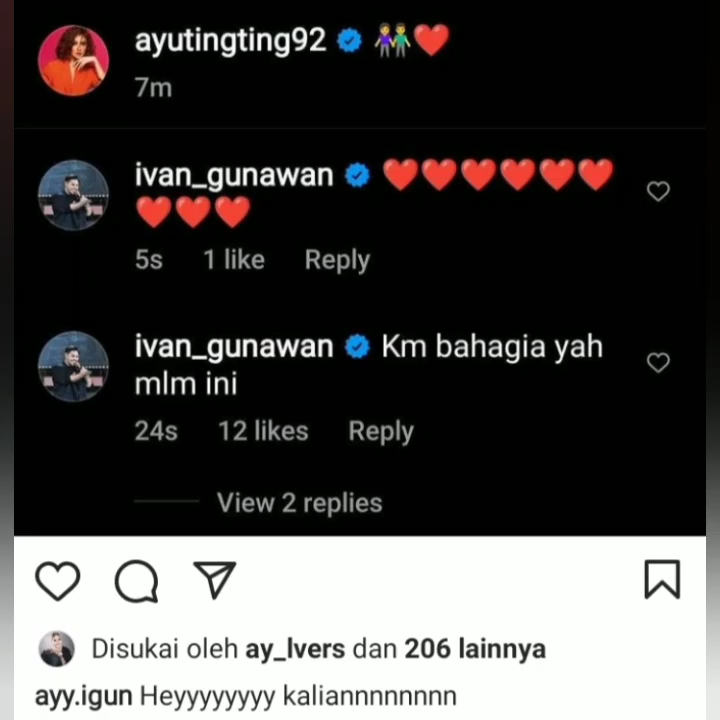 ayutingting92 👫❤️
7m
ivan_gunawan ❤️❤️❤️❤️❤️❤️
❤️❤️❤️
5s 1 like Reply
ivan_gunawan Km bahagia yah
mlm ini
24s 12 likes Reply
View 2 replies
Disukai oleh ay_lvers dan 206 lainnya
ayy.igun Heyyyyyyyy kaliannnnnnnnn